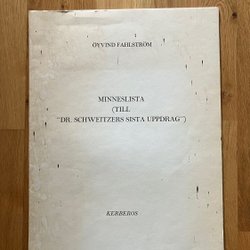 ÖYVIND FAHLSTRÖM
MINNESLISTA
(TILL
"DR. SCHWEITZERS SISTA UPPDRAG")
KERBEROS